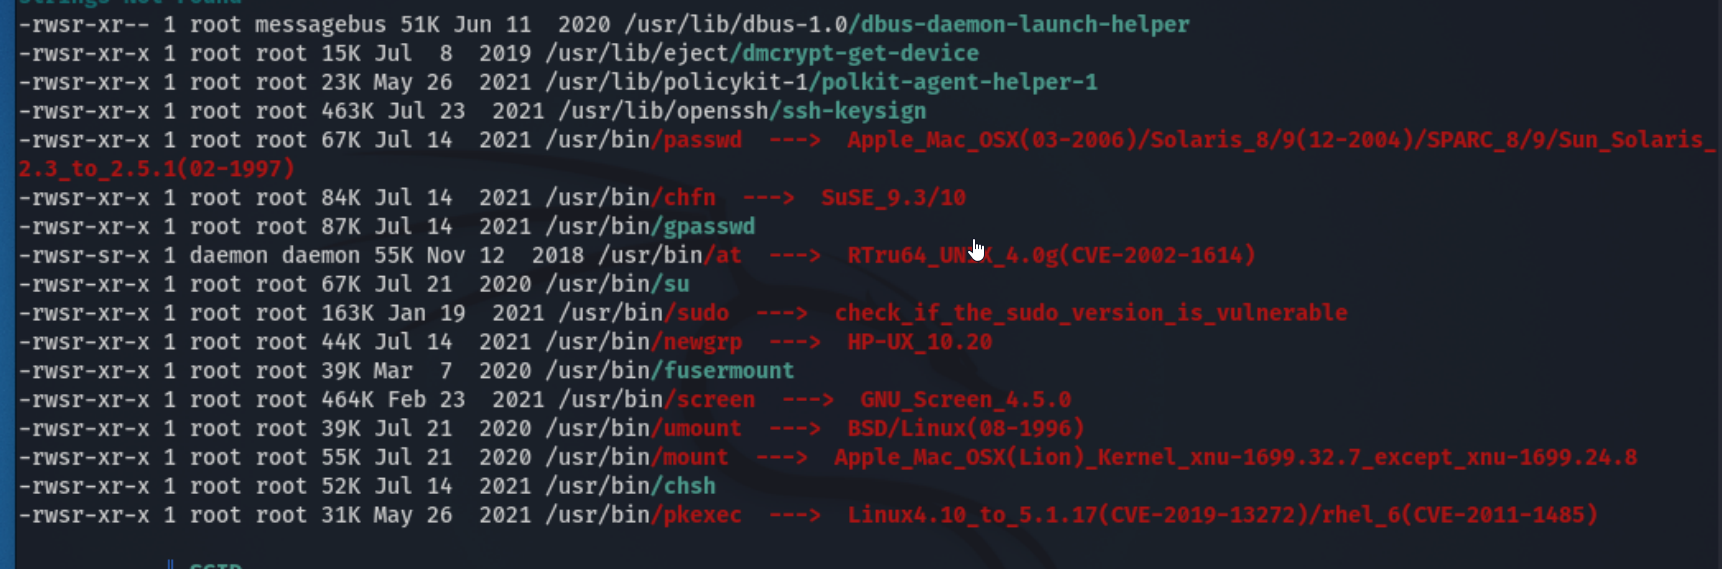 -rwsr-xr-- 1 root messagebus 51K Jun 11  2020 /usr/lib/dbus-1.0/dbus-daemon-launch-helper
-rwsr-xr-x 1 root root 15K Jul  8  2019 /usr/lib/eject/dmcrypt-get-device
-rwsr-xr-x 1 root root 23K May 26  2021 /usr/lib/policykit-1/polkit-agent-helper-1
-rwsr-xr-x 1 root root 463K Jul 23  2021 /usr/lib/openssh/ssh-keysign
-rwsr-xr-x 1 root root 67K Jul 14  2021 /usr/bin/passwd  --->  Apple_Mac_OSX(03-2006)/Solaris_8/9(12-2004)/SPARC_8/9/Sun_Solaris_
2.3_to_2.5.1(02-1997)
-rwsr-xr-x 1 root root 84K Jul 14  2021 /usr/bin/chfn  --->  SuSE_9.3/10
-rwsr-xr-x 1 root root 87K Jul 14  2021 /usr/bin/gpasswd
-rwsr-sr-x 1 daemon daemon 55K Nov 12  2018 /usr/bin/at  --->  RTru64_UNIX_4.0g(CVE-2002-1614)
-rwsr-xr-x 1 root root 67K Jul 21  2020 /usr/bin/su
-rwsr-xr-x 1 root root 163K Jan 19  2021 /usr/bin/sudo  --->  check_if_the_sudo_version_is_vulnerable
-rwsr-xr-x 1 root root 44K Jul 14  2021 /usr/bin/newgrp  --->  HP-UX_10.20
-rwsr-xr-x 1 root root 39K Mar  7  2020 /usr/bin/fusermount
-rwsr-xr-x 1 root root 464K Feb 23  2021 /usr/bin/screen  --->  GNU_Screen_4.5.0
-rwsr-xr-x 1 root root 39K Jul 21  2020 /usr/bin/umount  --->  BSD/Linux(08-1996)
-rwsr-xr-x 1 root root 55K Jul 21  2020 /usr/bin/mount  --->  Apple_Mac_OSX(Lion)_Kernel_xnu-1699.32.7_except_xnu-1699.24.8
-rwsr-xr-x 1 root root 52K Jul 14  2021 /usr/bin/chsh
-rwsr-xr-x 1 root root 31K May 26  2021 /usr/bin/pkexec  --->  Linux4.10_to_5.1.17(CVE-2019-13272)/rhel_6(CVE-2011-1485)